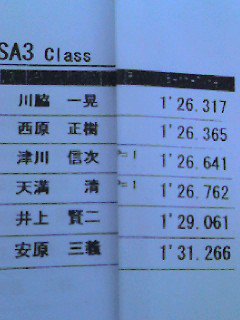 SA3 Class
川脇 一晃 1'26.317
西原 正樹 1'26.365
津川 信次 1'26.641
天満 清 1'26.762
井上 賢二 1'29.061
安原 三義 1'31.266